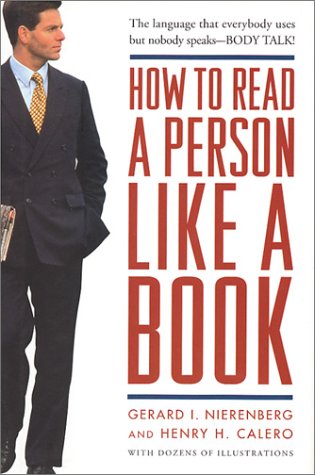 The language that everybody uses
but nobody speaks—BODY TALK!
HOW TO READ
A PERSON
LIKE A
BOOK
GERARD I. NIERENBERG
AND HENRY H. CALERO
WITH DOZENS OF ILLUSTRATIONS